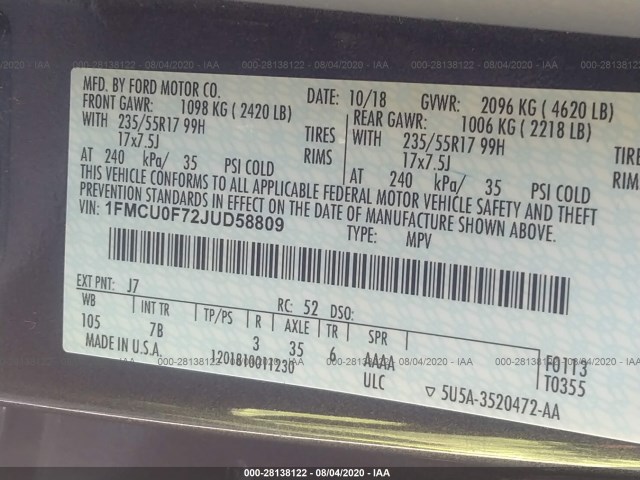 000-28138122 - 08/04/2020 - IAA
MFD. BY FORD MOTOR CO.
DATE: 10/18 GVWR: 2096 KG ( 4620 LB)
FRONT GAWR: 1098 KG ( 2420 LB)
REAR GAWR: 1006 KG ( 2218 LB)
WITH 235/55R17 99H TIRES
WITH 235/55R17 99H TIRES
17x7.5J RIMS
17x7.5J RIMS
AT 240 kPa/ 35 PSI COLD
AT 240 kPa/ 35 PSI COLD
THIS VEHICLE CONFORMS TO ALL APPLICABLE FEDERAL MOTOR VEHICLE SAFETY AND THEFT
PREVENTION STANDARDS IN EFFECT ON THE DATE OF MANUFACTURE SHOWN ABOVE.
VIN: 1FMCU0F72JUD58809
TYPE: MPV
EXT PNT: J7 RC: 52 DSO:
WB INT TR TP/PS R AXLE TR SPR
105 7B 3 35 6 AAAA
MADE IN U.S.A. 1201810011230 ULC
F0113
T0355
▽ 5U5A-3520472-AA
000-28138122 - 08/04/2020 - IAA